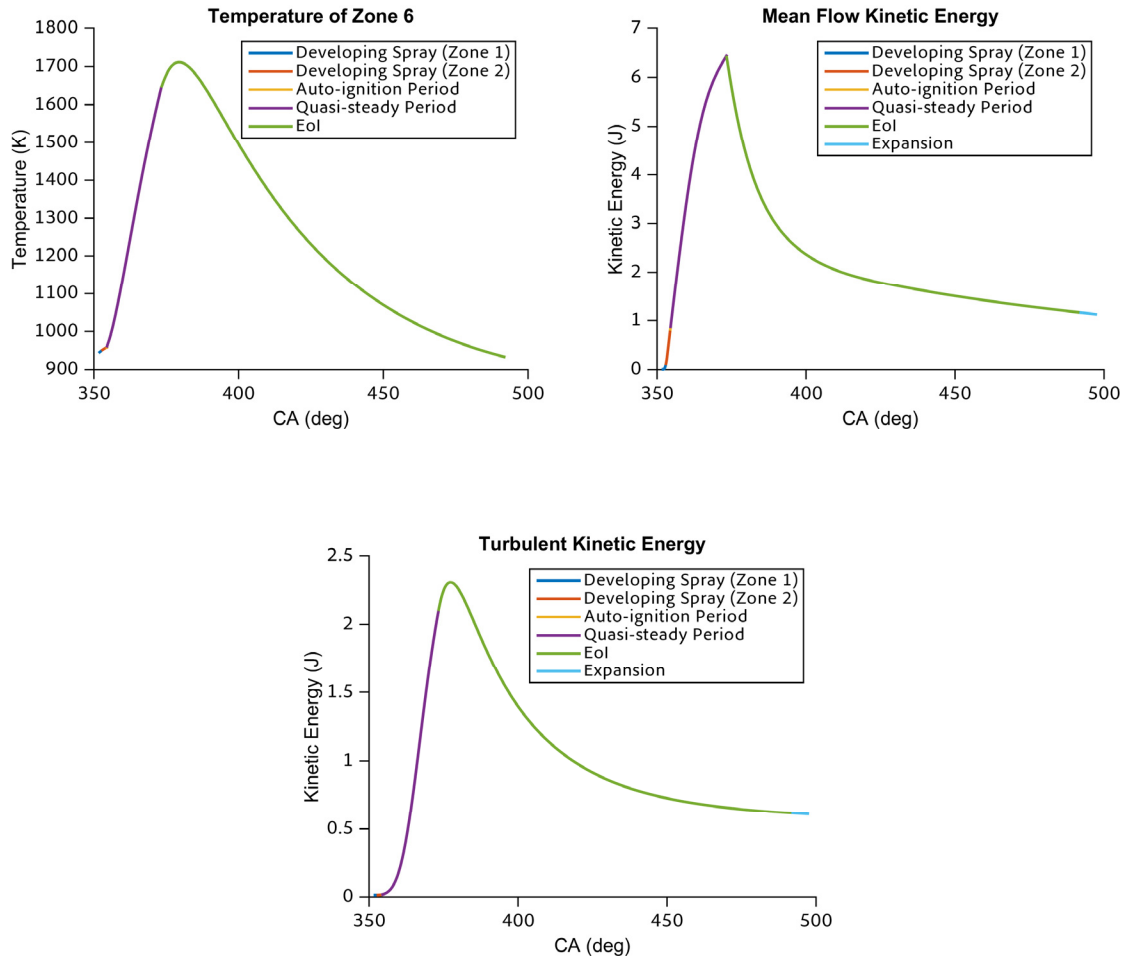 Temperature of Zone 6
1800
1700
1600
1500
1400
1300
1200
1100
1000
900
Temperature (K)
350
400
450
500
CA (deg)
Developing Spray (Zone 1)
Developing Spray (Zone 2)
Auto-ignition Period
Quasi-steady Period
EoI
Mean Flow Kinetic Energy
7
6
5
4
3
2
1
0
Kinetic Energy (J)
350
400
450
500
CA (deg)
Developing Spray (Zone 1)
Developing Spray (Zone 2)
Auto-ignition Period
Quasi-steady Period
EoI
Expansion
Turbulent Kinetic Energy
2.5
2
1.5
1
0.5
0
Kinetic Energy (J)
350
400
450
500
CA (deg)
Developing Spray (Zone 1)
Developing Spray (Zone 2)
Auto-ignition Period
Quasi-steady Period
EoI
Expansion